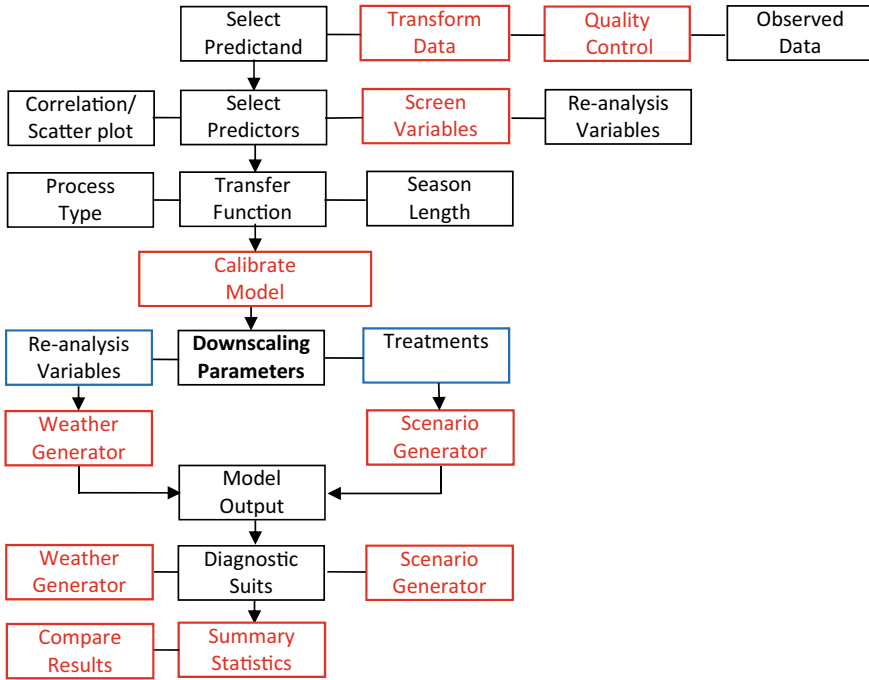 Select
Predictand
Transform
Data
Quality
Control
Observed
Data
Correlation/
Scatter plot
Select
Predictors
Screen
Variables
Re-analysis
Variables
Process
Type
Transfer
Function
Season
Length
Calibrate
Model
Re-analysis
Variables
Downscaling
Parameters
Treatments
Weather
Generator
Scenario
Generator
Model
Output
Weather
Generator
Diagnostic
Suits
Scenario
Generator
Compare
Results
Summary
Statistics